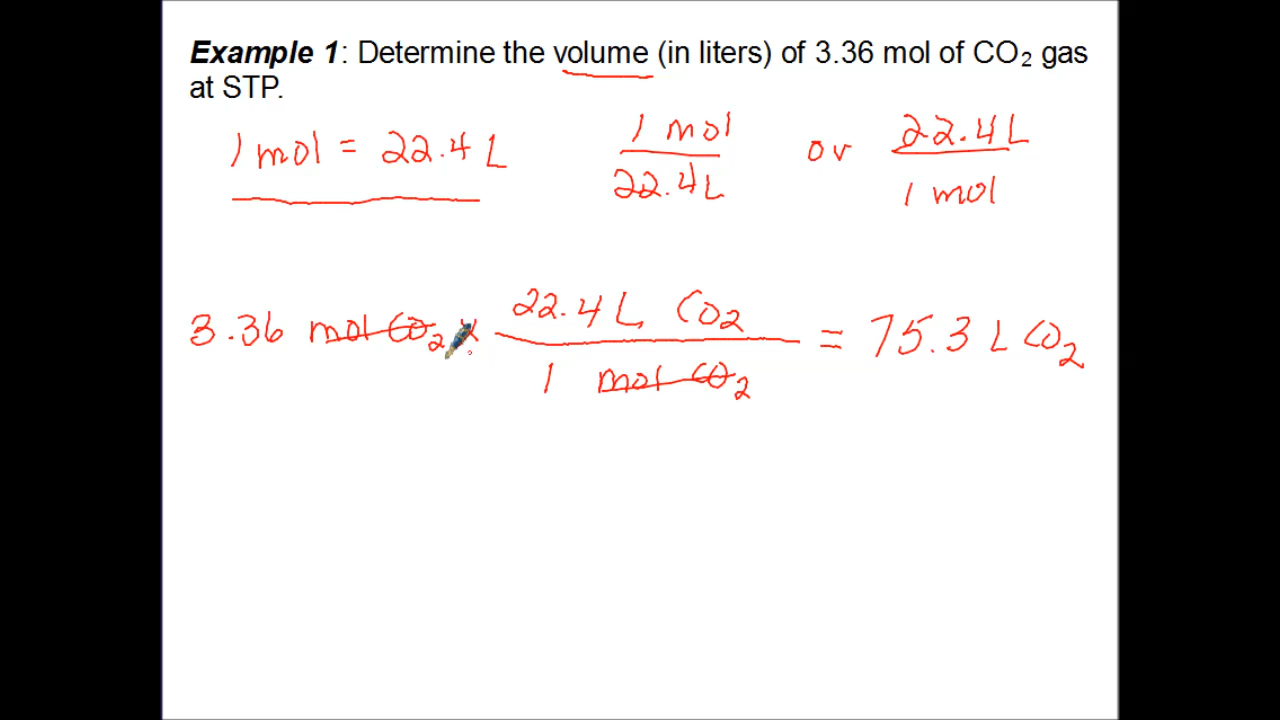 Example 1: Determine the volume (in liters) of 3.36 mol of CO₂ gas
at STP.
1 mol = 22.4 L    1 mol / 22.4 L    or    22.4 L / 1 mol
3.36 mol CO₂ x 22.4 L CO₂ / 1 mol CO₂ = 75.3 L CO₂